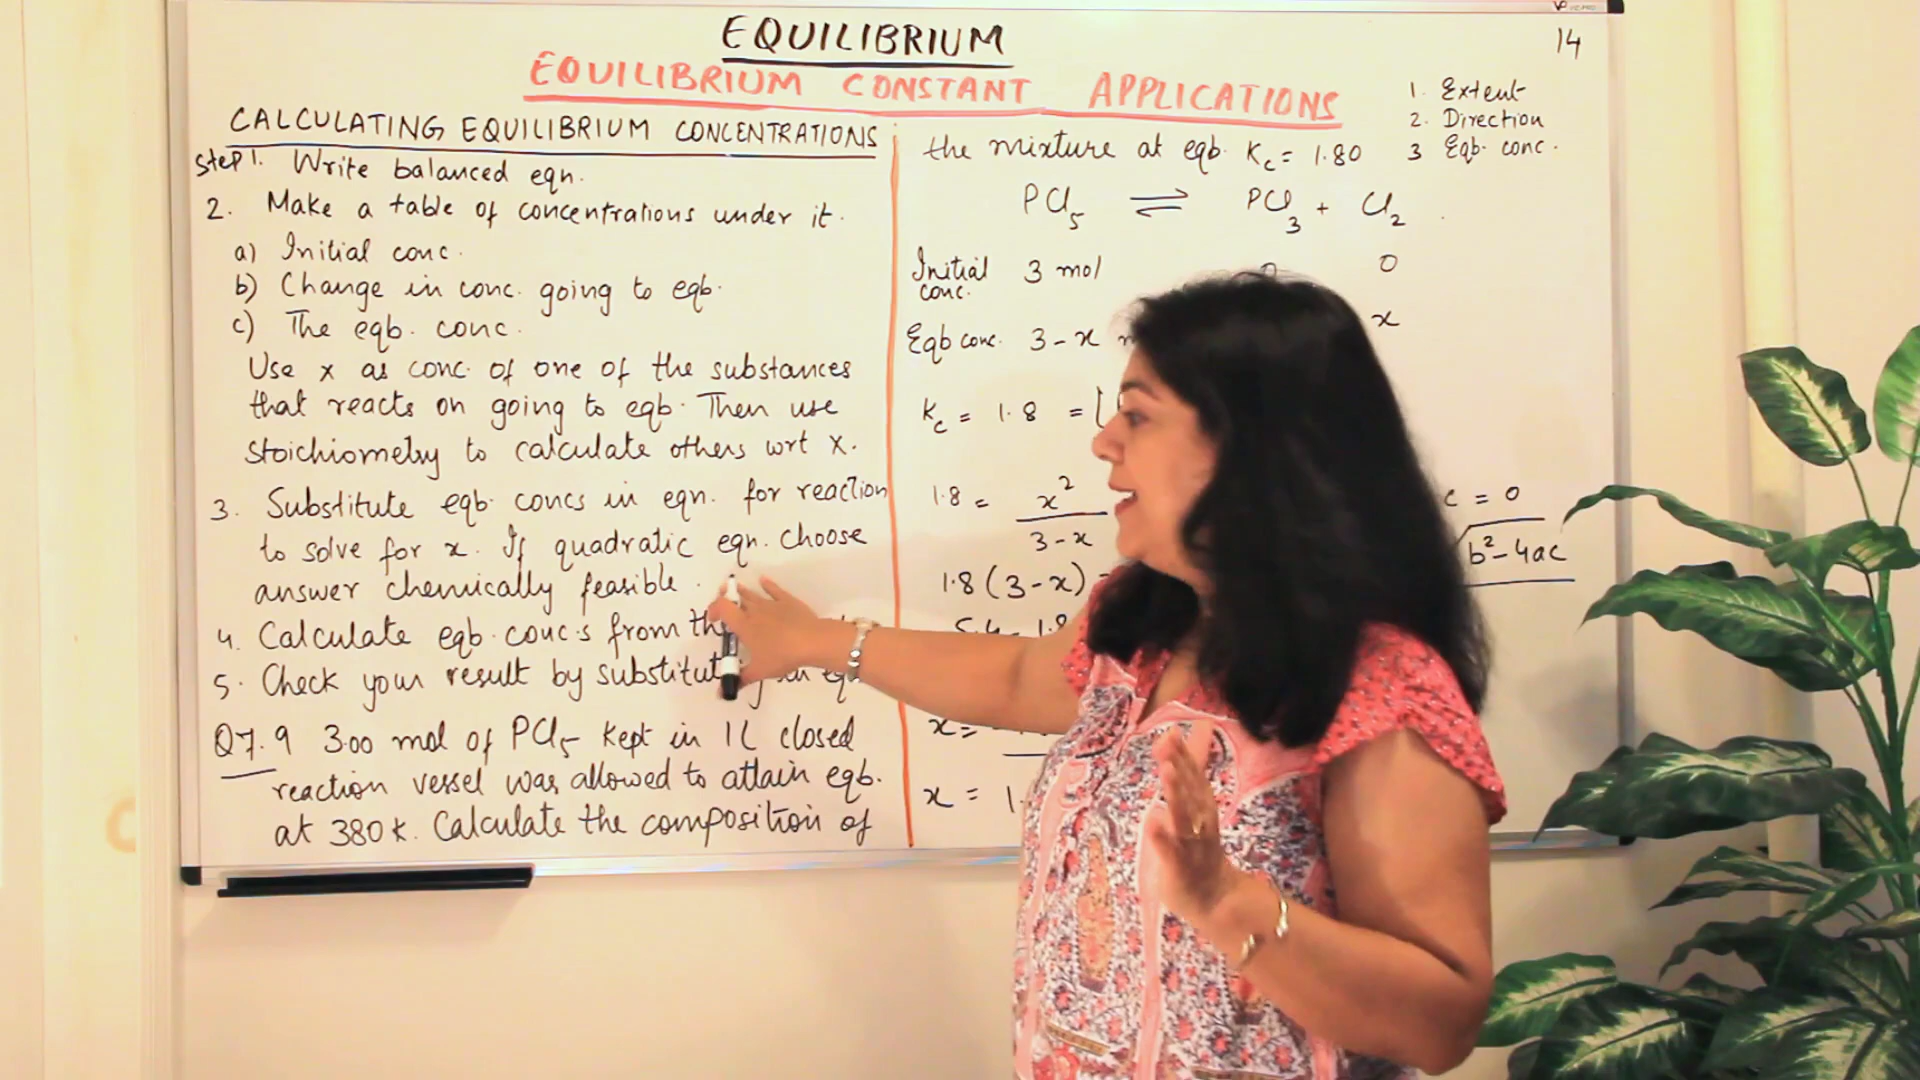 EQUILIBRIUM
14
EQUILIBRIUM CONSTANT APPLICATIONS
1. Extent
2. Direction
3 Eqb. conc.
CALCULATING EQUILIBRIUM CONCENTRATIONS
Step 1. Write balanced eqn.
2. Make a table of concentrations under it.
a) Initial conc.
b) Change in conc. going to eqb.
c) The eqb. conc.
Use x as conc. of one of the substances
that reacts on going to eqb. Then use
stoichiometry to calculate others wrt x.
3. Substitute eqb. concs in eqn. for reaction
to solve for x. If quadratic eqn. choose
answer chemically feasible.
4. Calculate eqb. concs from
5. Check your result by
Q7.9 3.00 mol of PCl5 kept in 1L closed
reaction vessel was allowed to attain eqb.
at 380K. Calculate the composition of
the mixture at eqb. Kc = 1.80
PCl5 ⇌ PCl3 + Cl2
Initial conc. 3 mol 0
Eqb conc. 3-x x
Kc = 1.8 =
1.8 = x²/3-x
c = 0
b²-4ac
1.8(3-x)
x =
x = 1.